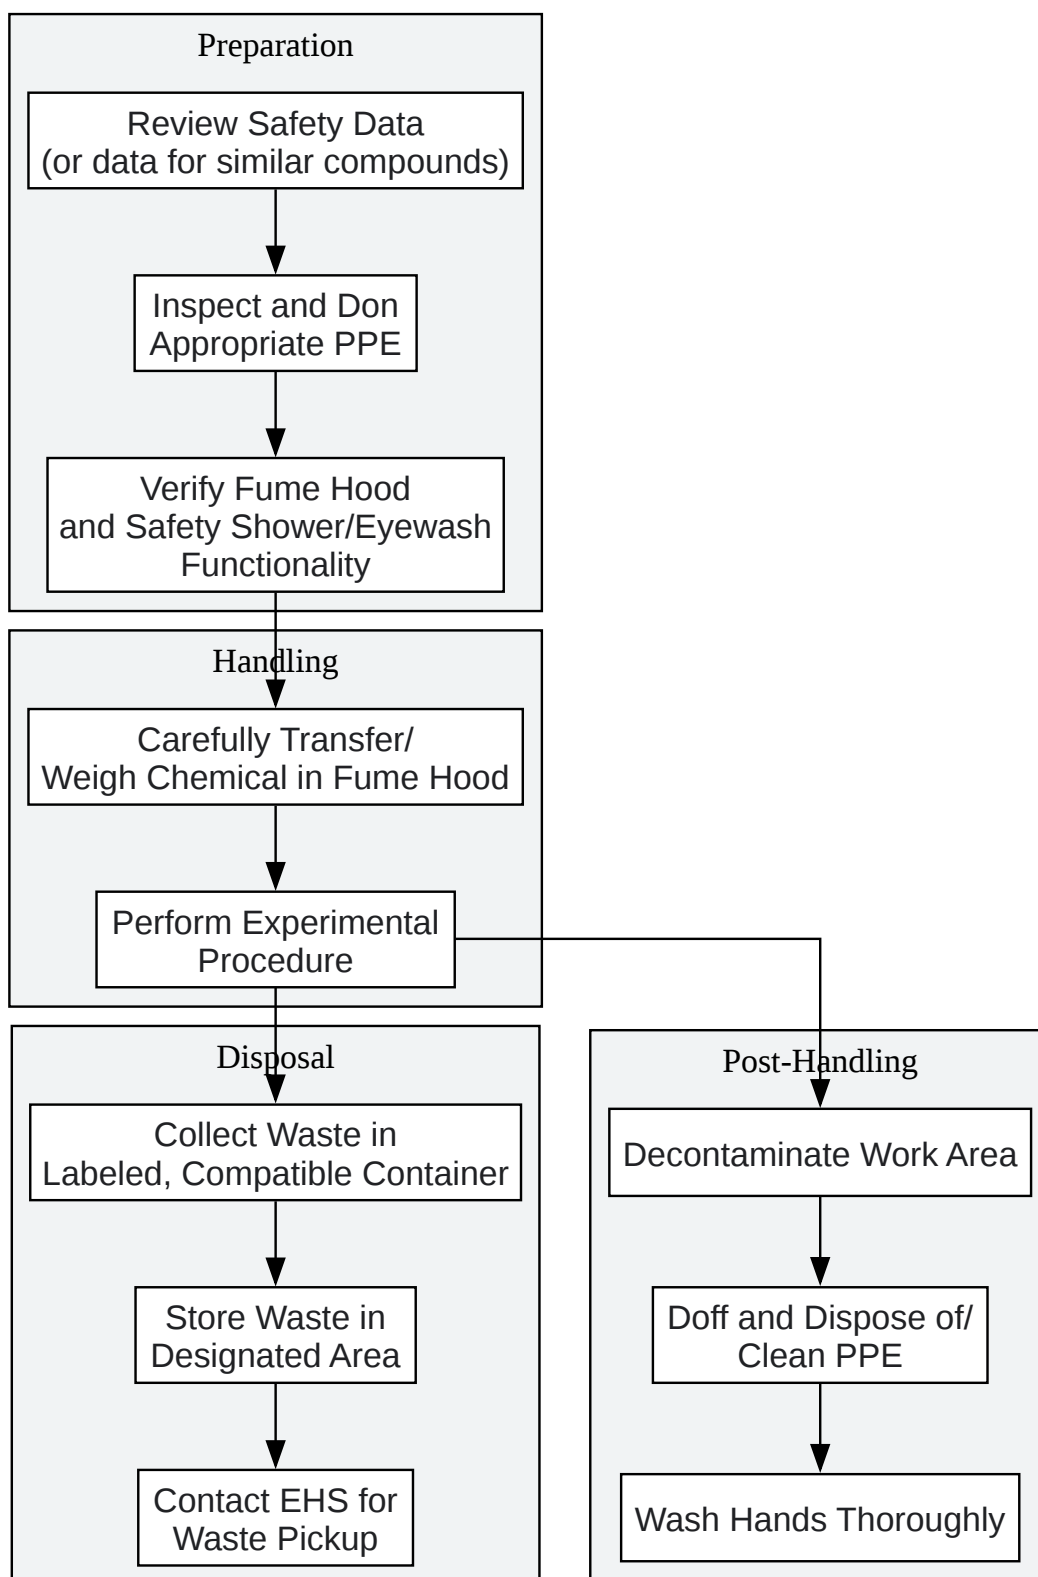 Preparation
Review Safety Data
(or data for similar compounds)
Inspect and Don
Appropriate PPE
Verify Fume Hood
and Safety Shower/Eyewash
Functionality
Handling
Carefully Transfer/
Weigh Chemical in Fume Hood
Perform Experimental
Procedure
Disposal
Collect Waste in
Labeled, Compatible Container
Store Waste in
Designated Area
Contact EHS for
Waste Pickup
Post-Handling
Decontaminate Work Area
Doff and Dispose of/
Clean PPE
Wash Hands Thoroughly